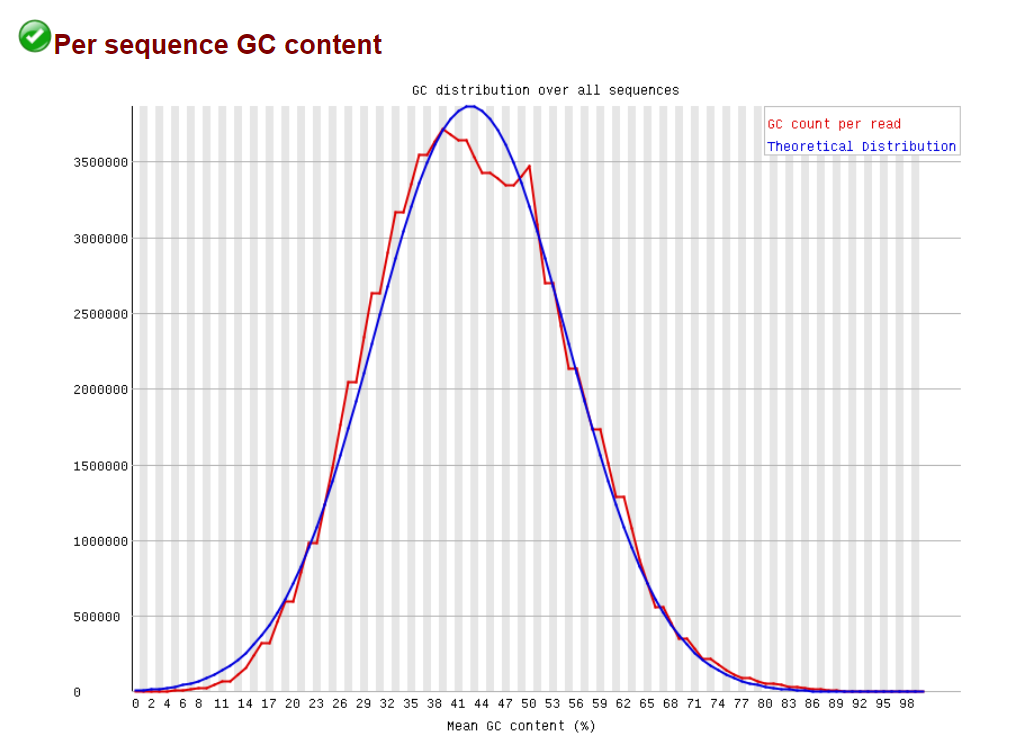 Per sequence GC content
GC distribution over all sequences
GC count per read
Theoretical Distribution
3500000
3000000
2500000
2000000
1500000
1000000
500000
0
0 2 4 6 8 11 14 17 20 23 26 29 32 35 38 41 44 47 50 53 56 59 62 65 68 71 74 77 80 83 86 89 92 95 98
Mean GC content (%)